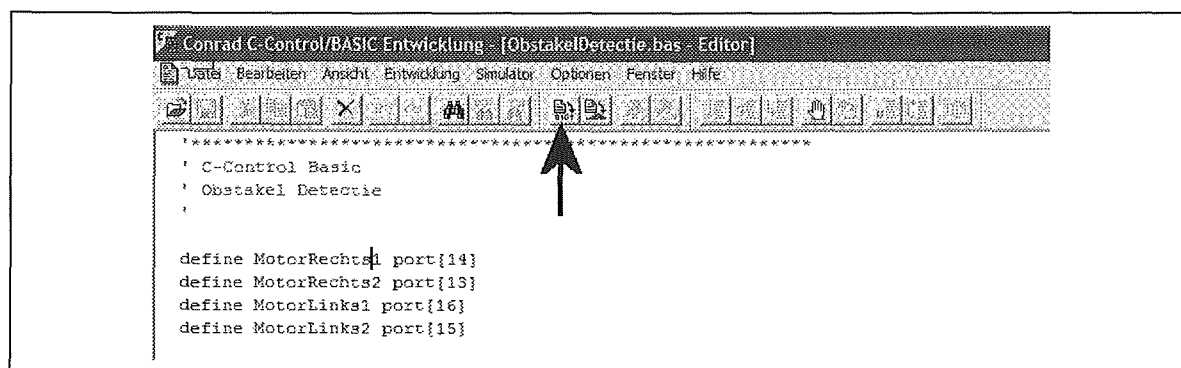 Conrad C-Control/BASIC Entwicklung - [ObstakelDetectie.bas - Editor]
Datei Bearbeiten Ansicht Entwicklung Simulator Optionen Fenster Hilfe
'*******************************************************
' C-Control Basic
' Obstakel Detectie
'
define MotorRechts1 port[14]
define MotorRechts2 port[13]
define MotorLinks1 port[16]
define MotorLinks2 port[15]